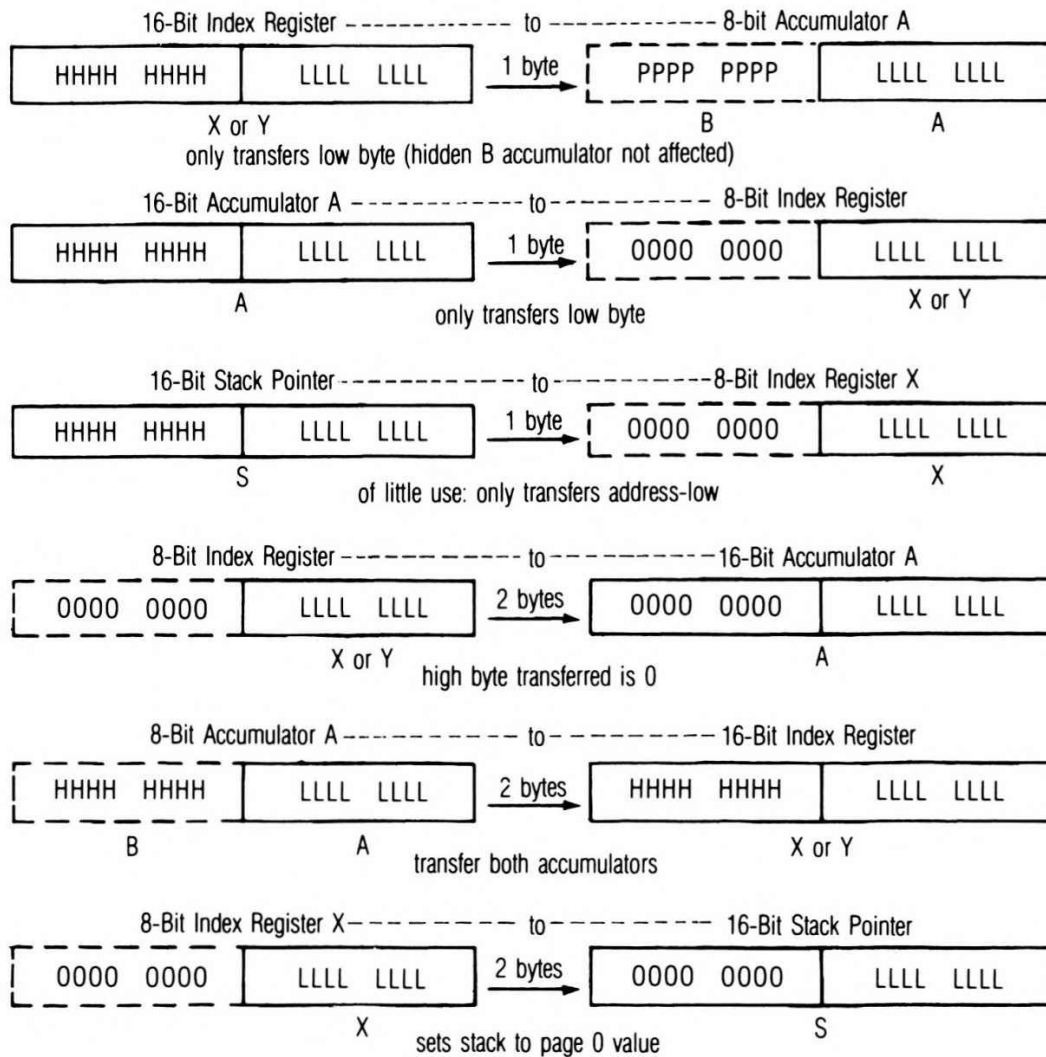 16-Bit Index Register ------------ to ------------ 8-bit Accumulator A
HHHH HHHH LLLL LLLL 1 byte PPPP PPPP LLLL LLLL
X or Y B A
only transfers low byte (hidden B accumulator not affected)
16-Bit Accumulator A ------------ to ------------ 8-Bit Index Register
HHHH HHHH LLLL LLLL 1 byte 0000 0000 LLLL LLLL
A X or Y
only transfers low byte
16-Bit Stack Pointer ------------ to ------------ 8-Bit Index Register X
HHHH HHHH LLLL LLLL 1 byte 0000 0000 LLLL LLLL
S X
of little use: only transfers address-low
8-Bit Index Register ------------ to ------------ 16-Bit Accumulator A
0000 0000 LLLL LLLL 2 bytes 0000 0000 LLLL LLLL
X or Y A
high byte transferred is 0
8-Bit Accumulator A ------------ to ------------ 16-Bit Index Register
HHHH HHHH LLLL LLLL 2 bytes HHHH HHHH LLLL LLLL
B A X or Y
transfer both accumulators
8-Bit Index Register X ------------ to ------------ 16-Bit Stack Pointer
0000 0000 LLLL LLLL 2 bytes 0000 0000 LLLL LLLL
X S
sets stack to page 0 value